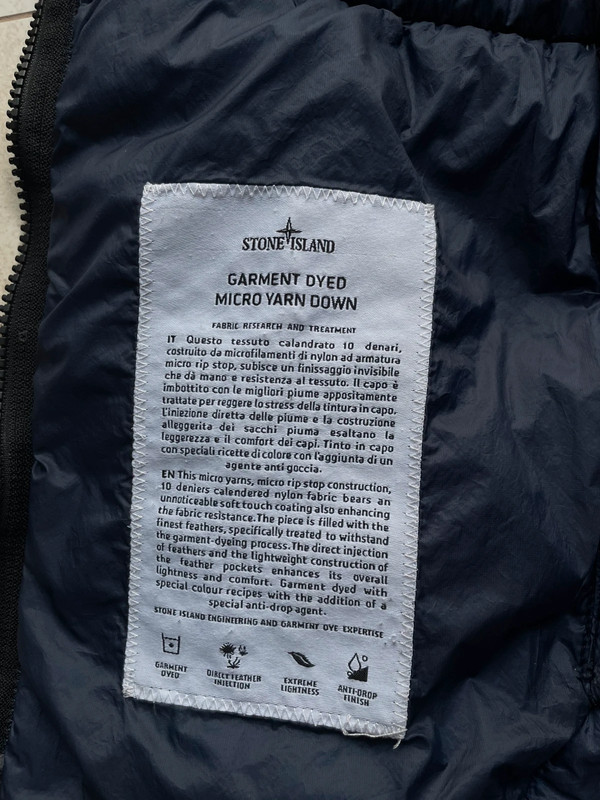 STONE ISLAND
GARMENT DYED
MICRO YARN DOWN
FABRIC RESEARCH AND TREATMENT
IT Questo tessuto calandrato 10 denari,
costruito da microfilamenti di nylon ad armatura
micro rip stop, subisce un finissaggio invisibile
che dà mano e resistenza al tessuto. Il capo è
imbottito con le migliori piume appositamente
trattate per reggere lo stress della tintura in capo.
L'iniezione diretta delle piume e la costruzione
alleggerita dei sacchi piuma esaltano la
leggerezza e il comfort dei capi. Tinto in capo
con speciali ricette di colore con l'aggiunta di un
agente anti goccia.
EN This micro yarns, micro rip stop construction,
10 deniers calendered nylon fabric bears an
unnoticeable soft touch coating also enhancing
the fabric resistance. The piece is filled with the
finest feathers, specifically treated to withstand
the garment-dyeing process. The direct injection
of feathers and the lightweight construction of
the feather pockets enhances its overall
lightness and comfort. Garment dyed with
special colour recipes with the addition of a
special anti-drop agent.
STONE ISLAND ENGINEERING AND GARMENT DYE EXPERTISE
GARMENT
DYED
DIRECT FEATHER
INJECTION
EXTREME
LIGHTNESS
ANTI-DROP
FINISH